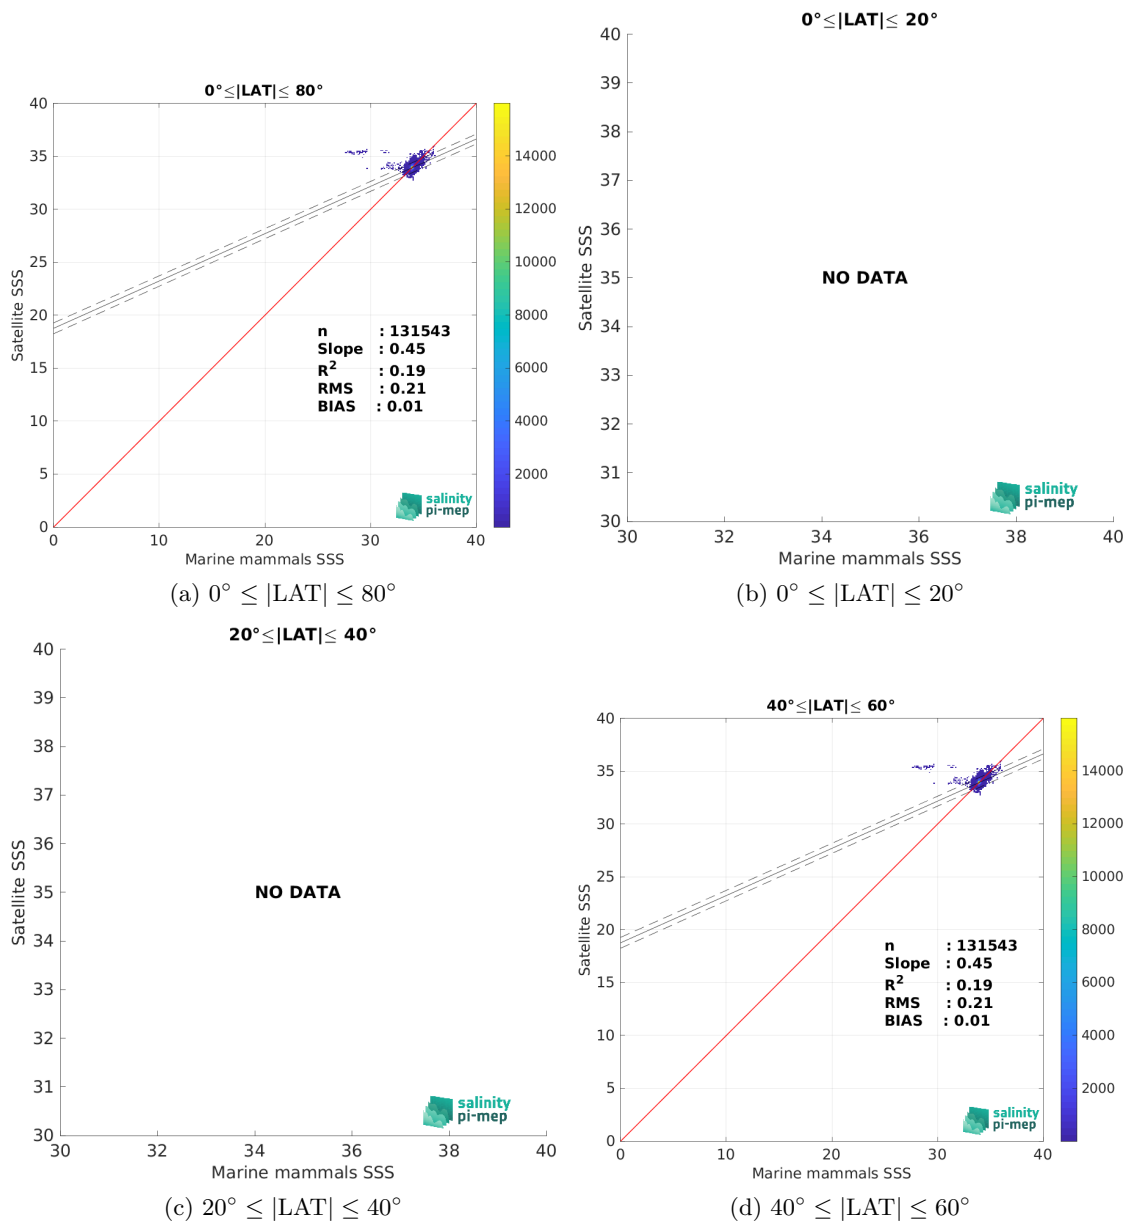 0°≤|LAT|≤ 80°
40
35
30
25
20
15
10
5
0
Satellite SSS
0
10
20
30
40
Marine mammals SSS
n : 131543
Slope : 0.45
R² : 0.19
RMS : 0.21
BIAS : 0.01
salinity
pi-mep
14000
12000
10000
8000
6000
4000
2000
(a) 0° ≤ |LAT| ≤ 80°
0°≤|LAT|≤ 20°
40
39
38
37
36
35
34
33
32
31
30
Satellite SSS
NO DATA
salinity
pi-mep
30
32
34
36
38
40
Marine mammals SSS
(b) 0° ≤ |LAT| ≤ 20°
20°≤|LAT|≤ 40°
40
39
38
37
36
35
34
33
32
31
30
Satellite SSS
NO DATA
salinity
pi-mep
30
32
34
36
38
40
Marine mammals SSS
(c) 20° ≤ |LAT| ≤ 40°
40°≤|LAT|≤ 60°
40
35
30
25
20
15
10
5
0
Satellite SSS
n : 131543
Slope : 0.45
R² : 0.19
RMS : 0.21
BIAS : 0.01
salinity
pi-mep
0
10
20
30
40
Marine mammals SSS
14000
12000
10000
8000
6000
4000
2000
(d) 40° ≤ |LAT| ≤ 60°